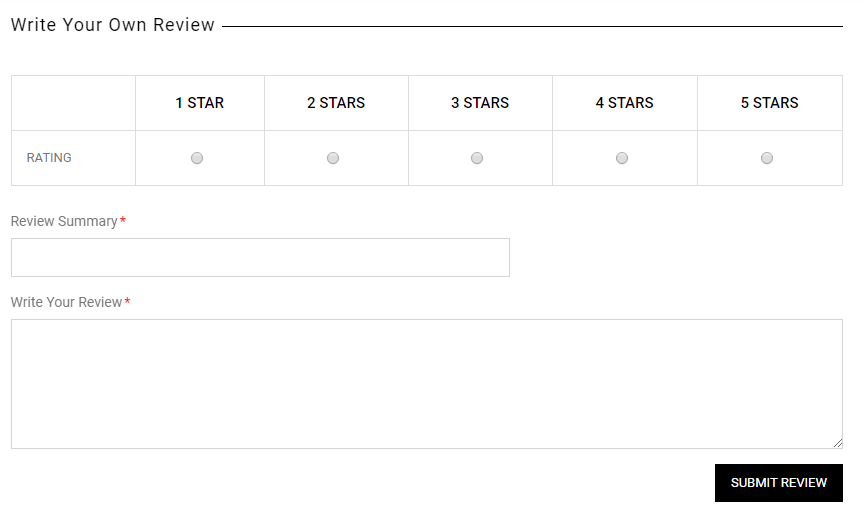 Write Your Own Review
1 STAR 2 STARS 3 STARS 4 STARS 5 STARS
RATING
Review Summary*
Write Your Review*
SUBMIT REVIEW